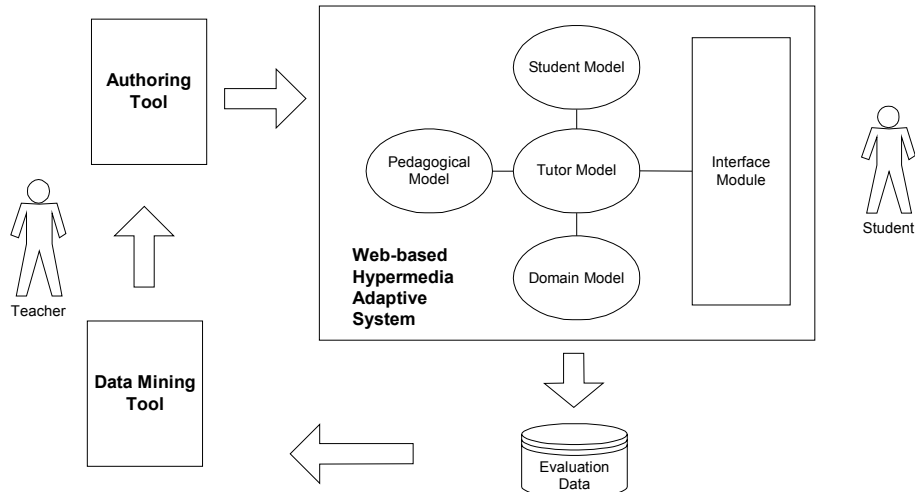 Authoring
Tool
Student Model
Pedagogical
Model
Tutor Model
Interface
Module
Student
Web-based
Hypermedia
Adaptive
System
Domain Model
Teacher
Data Mining
Tool
Evaluation
Data